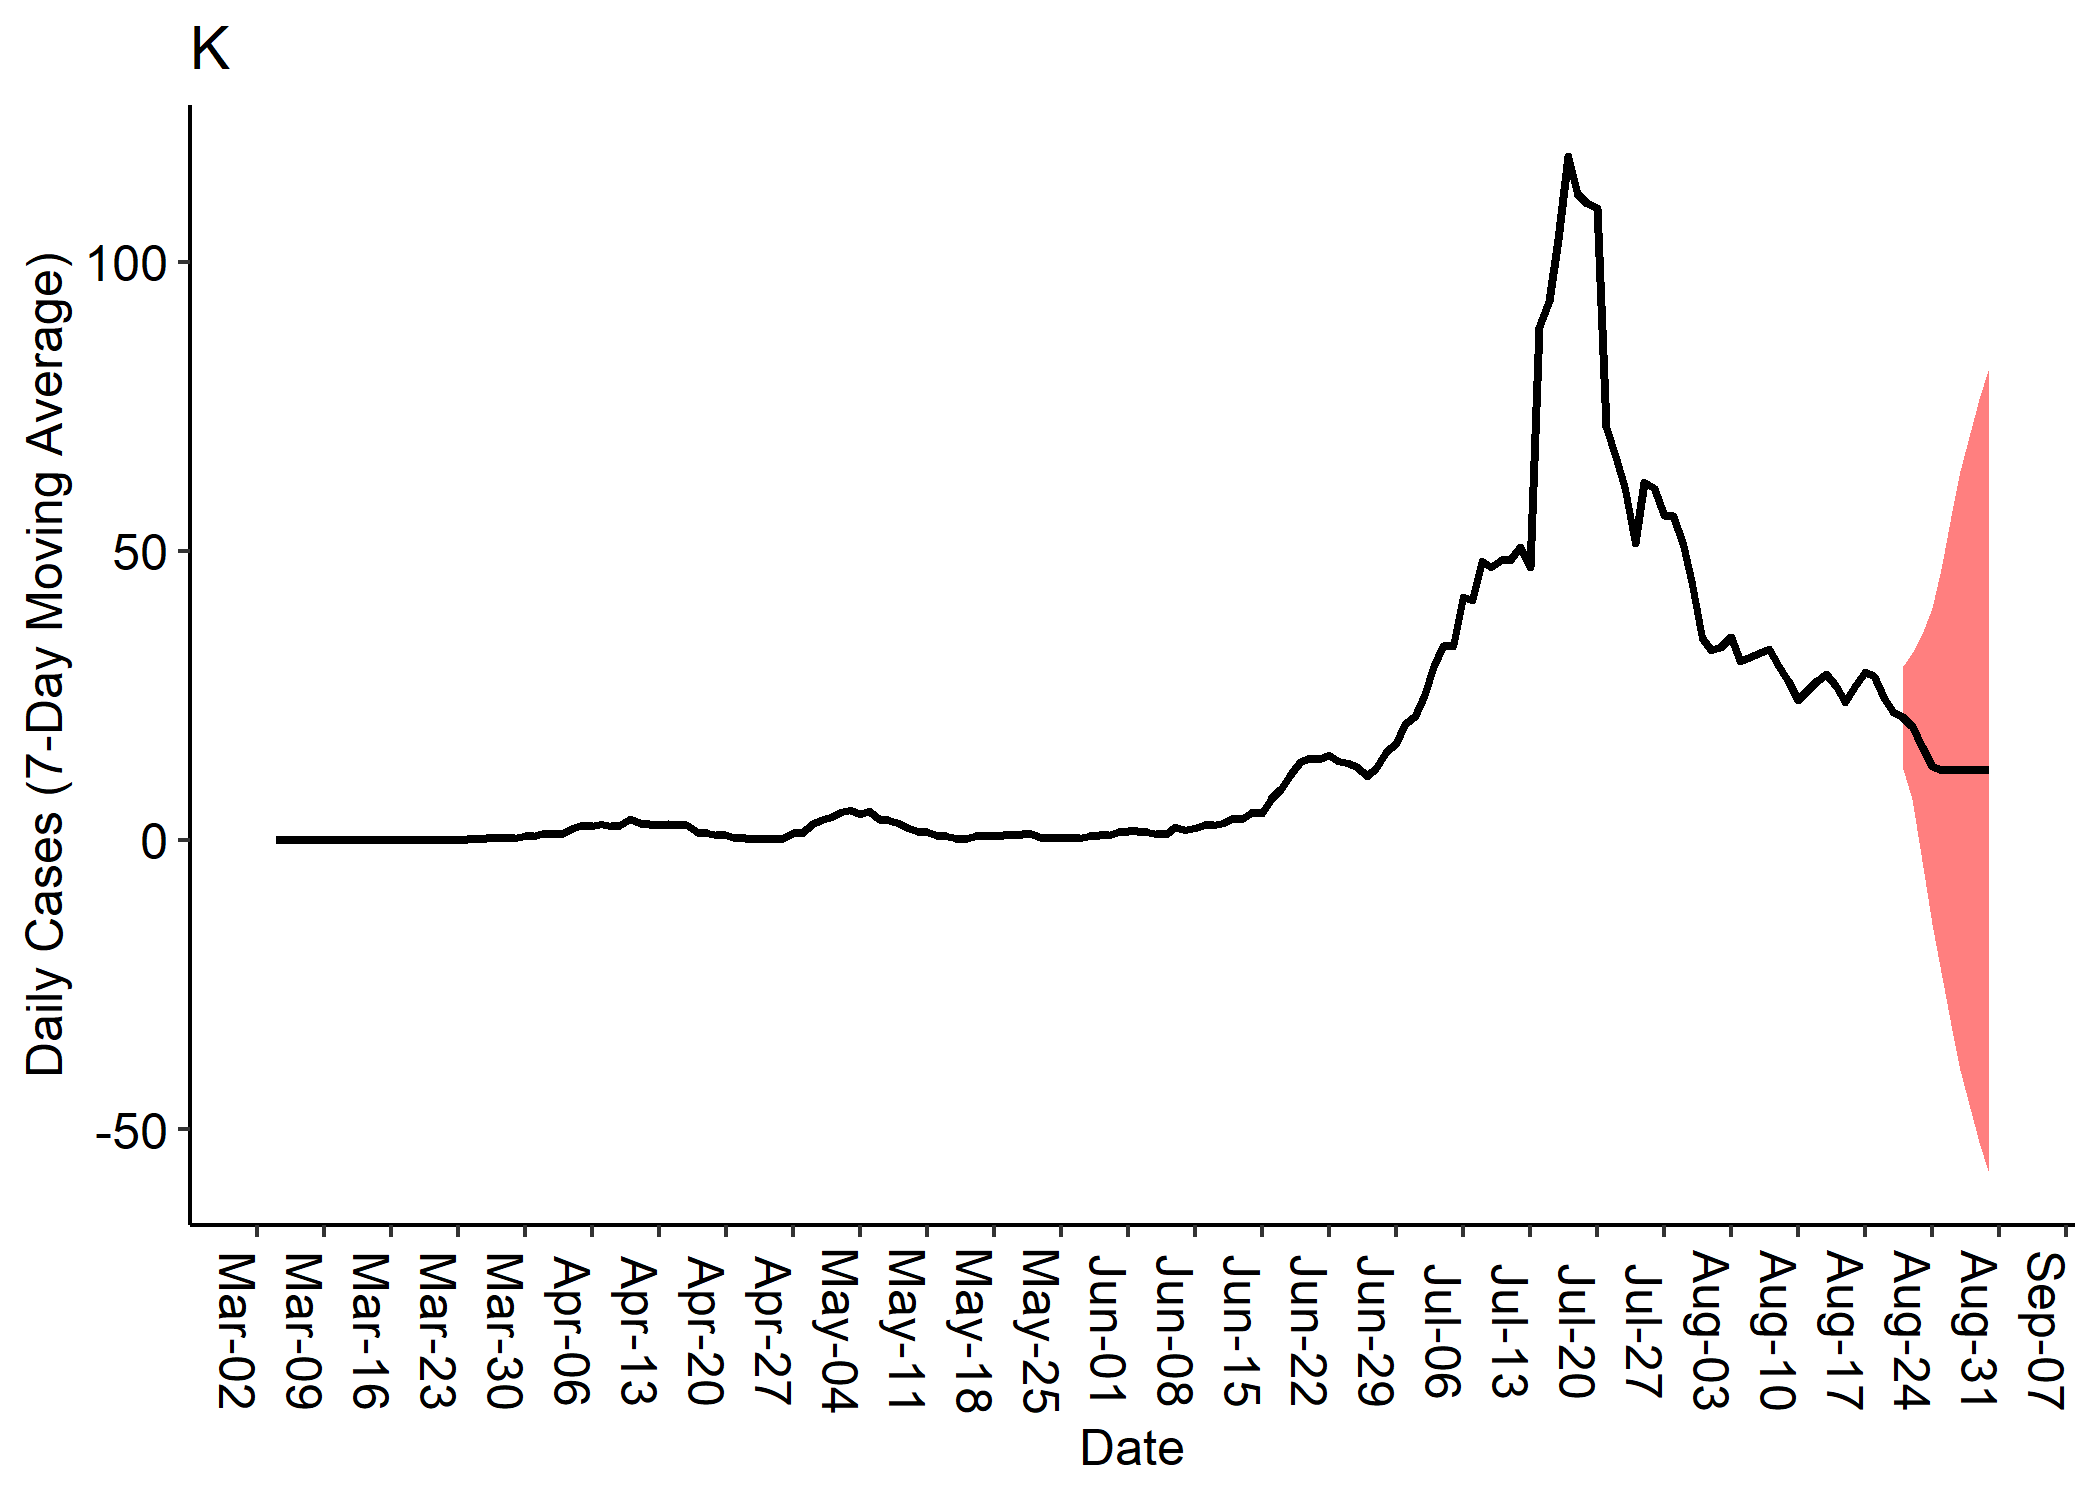 K
Daily Cases (7-Day Moving Average)
100
50
0
-50
Mar-02
Mar-09
Mar-16
Mar-23
Mar-30
Apr-06
Apr-13
Apr-20
Apr-27
May-04
May-11
May-18
May-25
Jun-01
Jun-08
Jun-15
Jun-22
Jun-29
Jul-06
Jul-13
Jul-20
Jul-27
Aug-03
Aug-10
Aug-17
Aug-24
Aug-31
Sep-07
Date